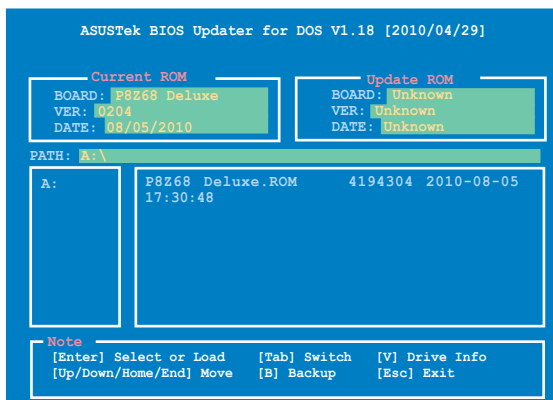 ASUSTek BIOS Updater for DOS V1.18 [2010/04/29]
Current ROM
BOARD: P8Z68 Deluxe
VER: 0204
DATE: 08/05/2010
Update ROM
BOARD: Unknown
VER: Unknown
DATE: Unknown
PATH: A:\
A:
P8Z68 Deluxe.ROM 4194304 2010-08-05
17:30:48
Note
[Enter] Select or Load [Tab] Switch [V] Drive Info
[Up/Down/Home/End] Move [B] Backup [Esc] Exit